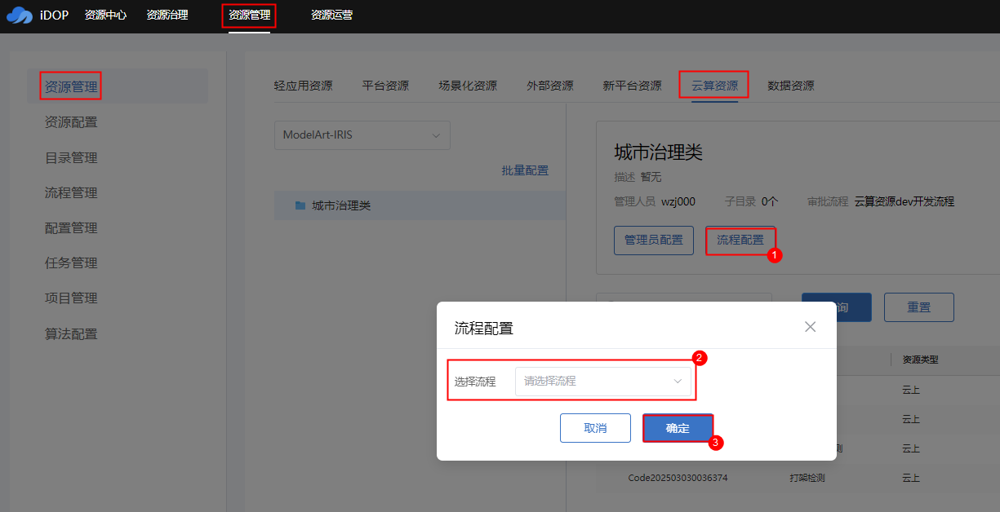 iDOP 资源中心 资源治理 资源管理 资源运营
资源管理
资源配置
目录管理
流程管理
配置管理
任务管理
项目管理
算法配置
轻应用资源 平台资源 场景化资源 外部资源 新平台资源 云算资源 数据资源
ModelArt-IRIS
批量配置
城市治理类
城市治理类
描述 暂无
管理人员 wzj000 子目录 0个 审批流程 云算资源dev开发流程
管理员配置 流程配置
1
询 重置
流程配置
2
选择流程 请选择流程
取消 确定
3
资源类型
云上
云上
测 云上
Code202503030036374 打架检测 云上